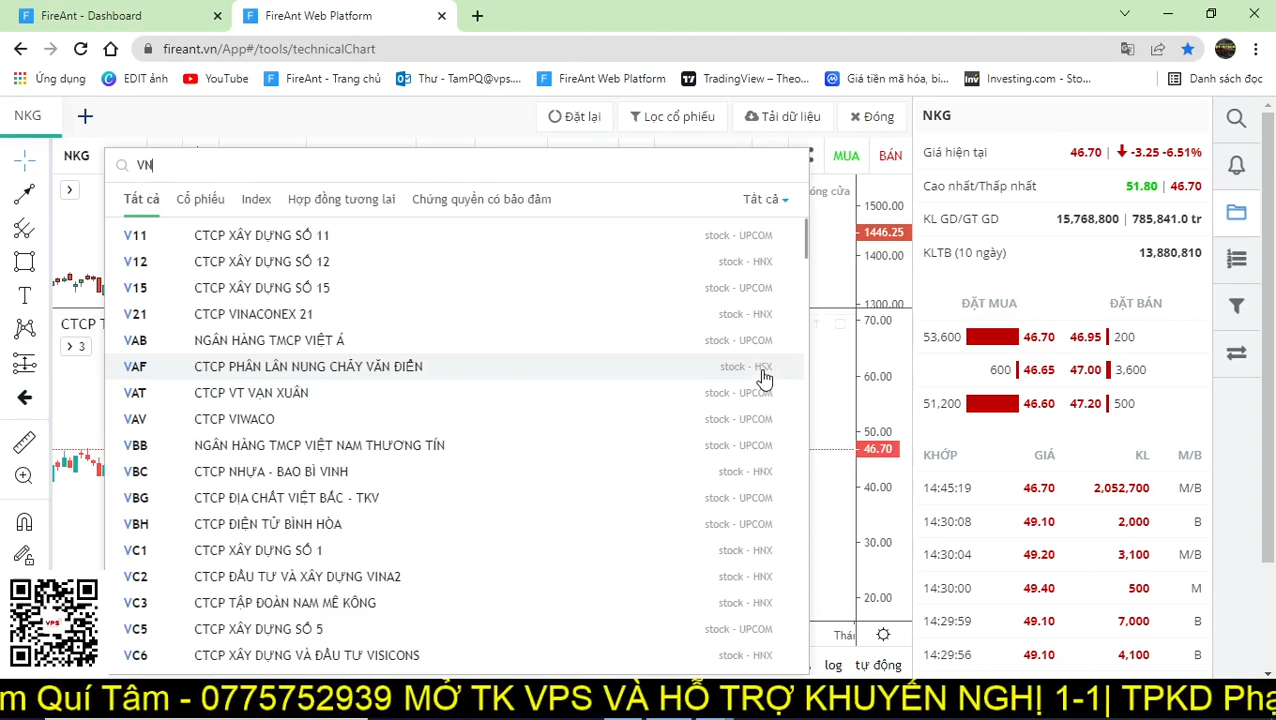 FireAnt - Dashboard
FireAnt Web Platform
fireant.vn/App#/tools/technicalChart
Ứng dụng
EDIT ảnh
YouTube
FireAnt - Trang chủ
Thư - TamPQ@vps....
FireAnt Web Platform
TradingView – Theo...
Giá tiền mã hóa, bi...
Investing.com - Sto...
Danh sách đọc
NKG
Đặt lại
Lọc cổ phiếu
Tải dữ liệu
Đóng
NKG
MUA
BÁN
VN
Tất cả
Cổ phiếu
Index
Hợp đồng tương lai
Chứng quyền có bảo đảm
Tất cả
V11 CTCP XÂY DỰNG SỐ 11 stock - UPCOM
V12 CTCP XÂY DỰNG SỐ 12 stock - HNX
V15 CTCP XÂY DỰNG SỐ 15 stock - UPCOM
V21 CTCP VINACONEX 21 stock - HNX
VAB NGÂN HÀNG TMCP VIỆT Á stock - UPCOM
VAF CTCP PHÂN LÂN NUNG CHẢY VĂN ĐIỂN stock - HSX
VAT CTCP VT VẠN XUÂN stock - UPCOM
VAV CTCP VIWACO stock - UPCOM
VBB NGÂN HÀNG TMCP VIỆT NAM THƯƠNG TÍN stock - UPCOM
VBC CTCP NHỰA - BAO BÌ VINH stock - HNX
VBG CTCP ĐỊA CHẤT VIỆT BẮC - TKV stock - UPCOM
VBH CTCP ĐIỆN TỬ BÌNH HÒA stock - UPCOM
VC1 CTCP XÂY DỰNG SỐ 1 stock - HNX
VC2 CTCP ĐẦU TƯ VÀ XÂY DỰNG VINA2 stock - HNX
VC3 CTCP TẬP ĐOÀN NAM MÊ KÔNG stock - HNX
VC5 CTCP XÂY DỰNG SỐ 5 stock - UPCOM
VC6 CTCP XÂY DỰNG VÀ ĐẦU TƯ VISICONS stock - HNX
CTCP T
3
óng cửa
1500.00
1446.25
1400.00
1300.00
70.00
60.00
50.00
46.70
40.00
30.00
20.00
Thá
log
tự động
NKG
Giá hiện tại 46.70 | -3.25 -6.51%
Cao nhất/Thấp nhất 51.80 | 46.70
KL GD/GT GD 15,768,800 | 785,841.0 tr
KLTB (10 ngày) 13,880,810
ĐẶT MUA ĐẶT BÁN
53,600 46.70 46.95 200
600 46.65 47.00 3,600
51,200 46.60 47.20 500
KHỚP GIÁ KL M/B
14:45:19 46.70 2,052,700 M/B
14:30:08 49.10 2,000 B
14:30:04 49.20 3,100 M/B
14:30:00 49.40 500 M
14:29:59 49.10 7,000 B
14:29:56 49.10 4,100 B
VPS
m Quí Tâm - 0775752939 MỞ TK VPS VÀ HỖ TRỢ KHUYẾN NGHỊ 1-1| TPKD Phạ